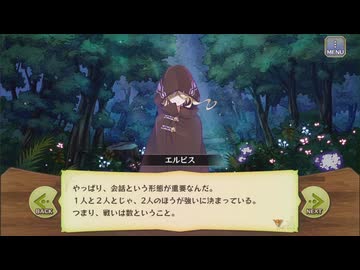 MENU
エルビス
やっぱり、会話という形態が重要なんだ。
１人と２人とじゃ、2人のほうが強いに決まっている。
つまり、戦いは数ということ。
BACK
NEXT